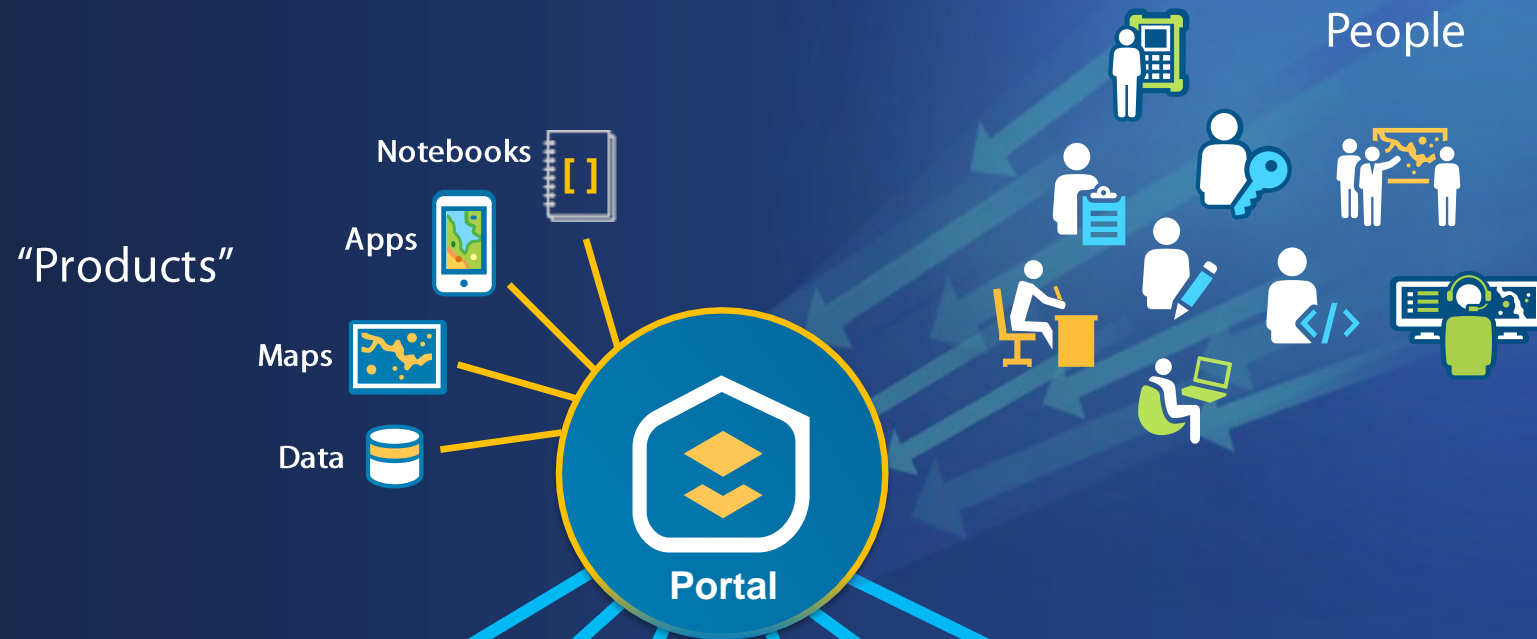 People
Notebooks
[ ]
Apps
“Products”
Maps
Data
</>
Portal